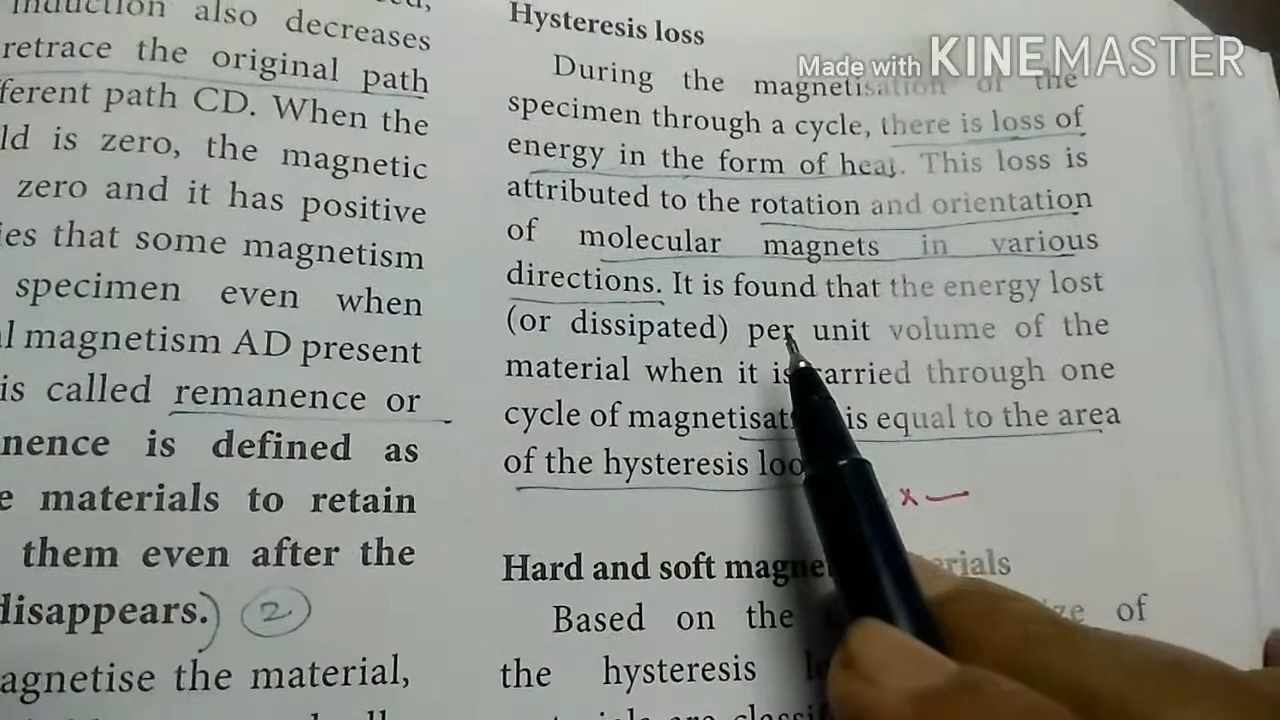 induction also decreases
retrace the original path
fferent path CD. When the
ld is zero, the magnetic
zero and it has positive
ies that some magnetism
specimen even when
l magnetism AD present
is called remanence or
nence is defined as
e materials to retain
them even after the
disappears.) 2
agnetise the material,
Hysteresis loss
During the magnetisation of the
specimen through a cycle, there is loss of
energy in the form of heat. This loss is
attributed to the rotation and orientation
of molecular magnets in various
directions. It is found that the energy lost
(or dissipated) per unit volume of the
material when it is carried through one
cycle of magnetisat is equal to the area
of the hysteresis loo
x
Hard and soft magne erials
Based on the ze of
the hysteresis
Made with KINEMASTER